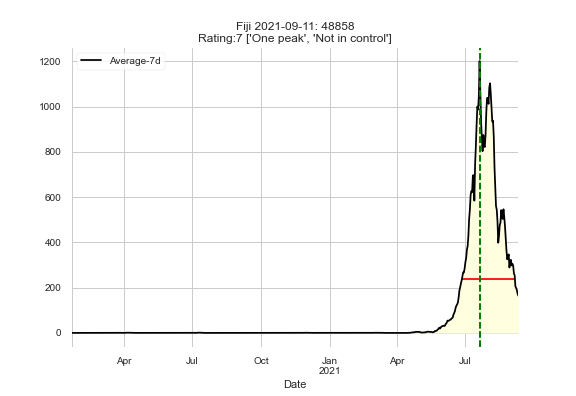 Fiji 2021-09-11: 48858
Rating:7 ['One peak', 'Not in control']
Average-7d
1200
1000
800
600
400
200
0
Apr
Jul
Oct
Jan
2021
Apr
Jul
Date